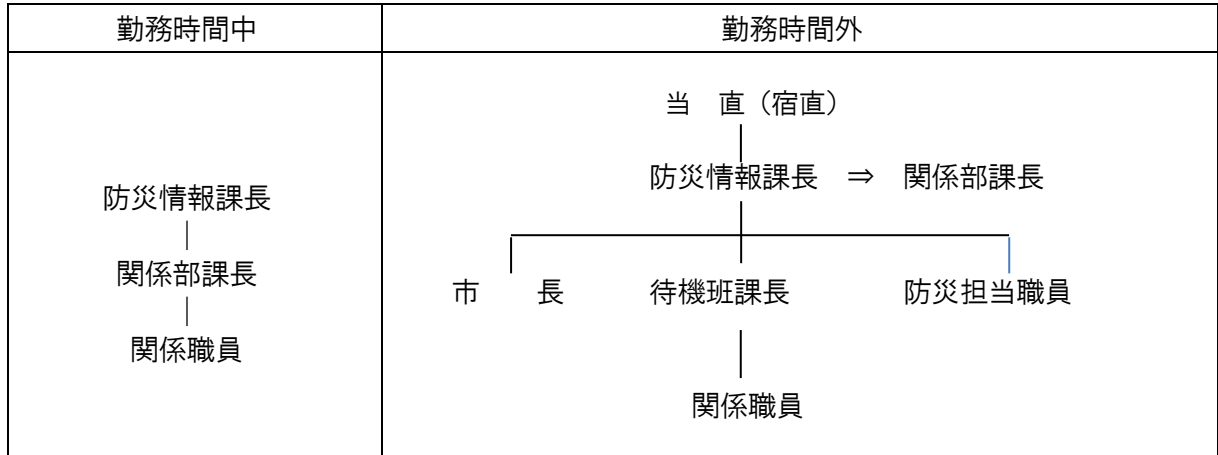 勤務時間中
勤務時間外
防災情報課長
関係部課長
関係職員
当　直（宿直）
防災情報課長　⇒　関係部課長
市　　長　　待機班課長　　防災担当職員
関係職員